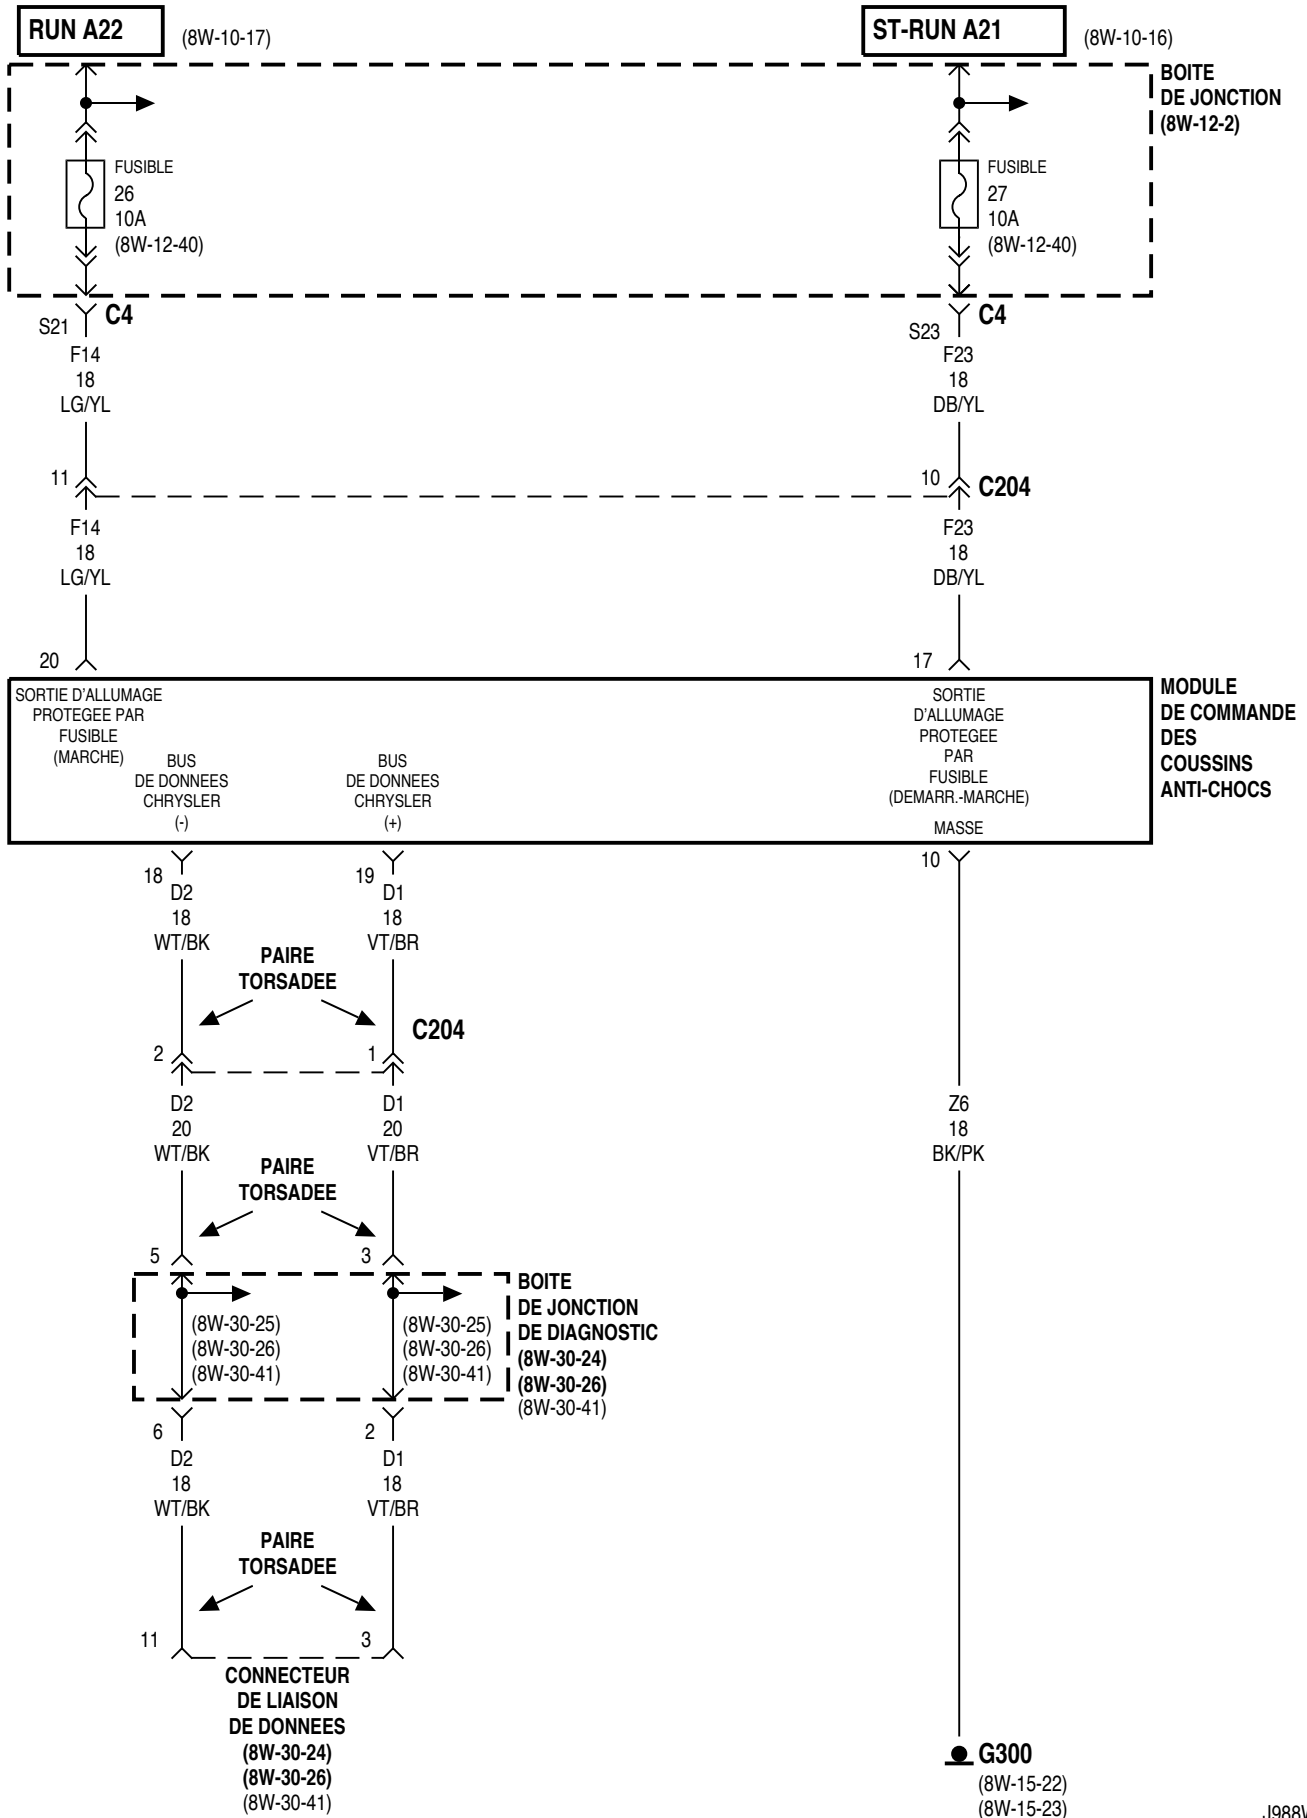 RUN A22
(8W-10-17)
ST-RUN A21
(8W-10-16)
BOITE
DE JONCTION
(8W-12-2)
FUSIBLE
26
10A
(8W-12-40)
FUSIBLE
27
10A
(8W-12-40)
S21
C4
F14
18
LG/YL
S23
C4
F23
18
DB/YL
11
10
C204
F14
18
LG/YL
F23
18
DB/YL
20
17
SORTIE D'ALLUMAGE
PROTEGEE PAR
FUSIBLE
(MARCHE)
BUS
DE DONNEES
CHRYSLER
(-)
BUS
DE DONNEES
CHRYSLER
(+)
SORTIE
D'ALLUMAGE
PROTEGEE
PAR
FUSIBLE
(DEMARR.-MARCHE)
MASSE
MODULE
DE COMMANDE
DES
COUSSINS
ANTI-CHOCS
18
D2
18
WT/BK
19
D1
18
VT/BR
10
PAIRE
TORSADEE
2
1
C204
D2
20
WT/BK
D1
20
VT/BR
Z6
18
BK/PK
PAIRE
TORSADEE
5
3
(8W-30-25)
(8W-30-26)
(8W-30-41)
(8W-30-25)
(8W-30-26)
(8W-30-41)
BOITE
DE JONCTION
DE DIAGNOSTIC
(8W-30-24)
(8W-30-26)
(8W-30-41)
6
D2
18
WT/BK
2
D1
18
VT/BR
PAIRE
TORSADEE
11
3
CONNECTEUR
DE LIAISON
DE DONNEES
(8W-30-24)
(8W-30-26)
(8W-30-41)
G300
(8W-15-22)
(8W-15-23)